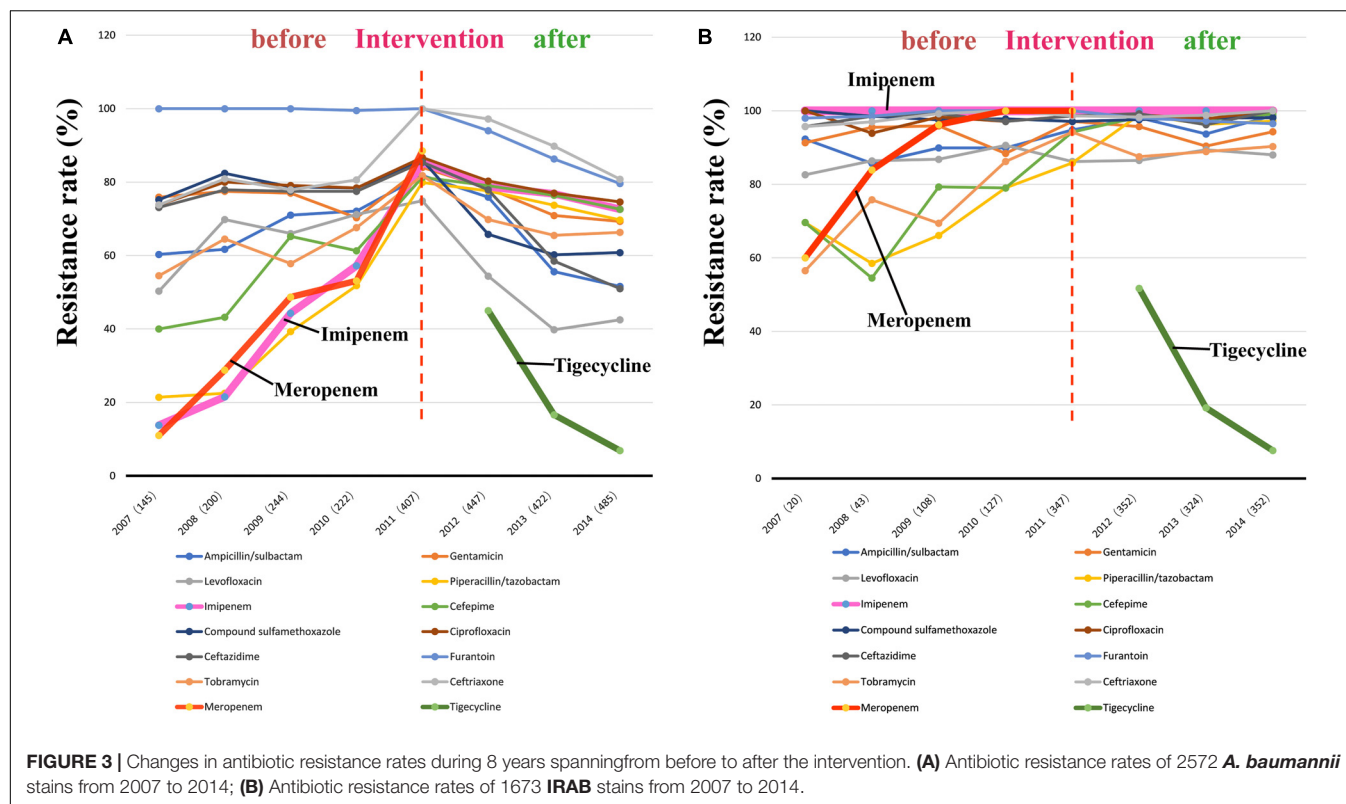 A
before Intervention after
Resistance rate (%)
120
100
80
60
40
20
0
Imipenem
Meropenem
Tigecycline
2007 (145)
2008 (200)
2009 (244)
2010 (222)
2011 (407)
2012 (447)
2013 (422)
2014 (485)
Ampicillin/sulbactam
Gentamicin
Levofloxacin
Piperacillin/tazobactam
Imipenem
Cefepime
Compound sulfamethoxazole
Ciprofloxacin
Ceftazidime
Furantoin
Tobramycin
Ceftriaxone
Meropenem
Tigecycline
B
before Intervention after
Resistance rate (%)
120
100
80
60
40
20
0
Imipenem
Meropenem
Tigecycline
2007 (20)
2008 (43)
2009 (108)
2010 (127)
2011 (347)
2012 (352)
2013 (324)
2014 (352)
Ampicillin/sulbactam
Gentamicin
Levofloxacin
Piperacillin/tazobactam
Imipenem
Cefepime
Compound sulfamethoxazole
Ciprofloxacin
Ceftazidime
Furantoin
Tobramycin
Ceftriaxone
Meropenem
Tigecycline
FIGURE 3 | Changes in antibiotic resistance rates during 8 years spanningfrom before to after the intervention. (A) Antibiotic resistance rates of 2572 A. baumannii
stains from 2007 to 2014; (B) Antibiotic resistance rates of 1673 IRAB stains from 2007 to 2014.